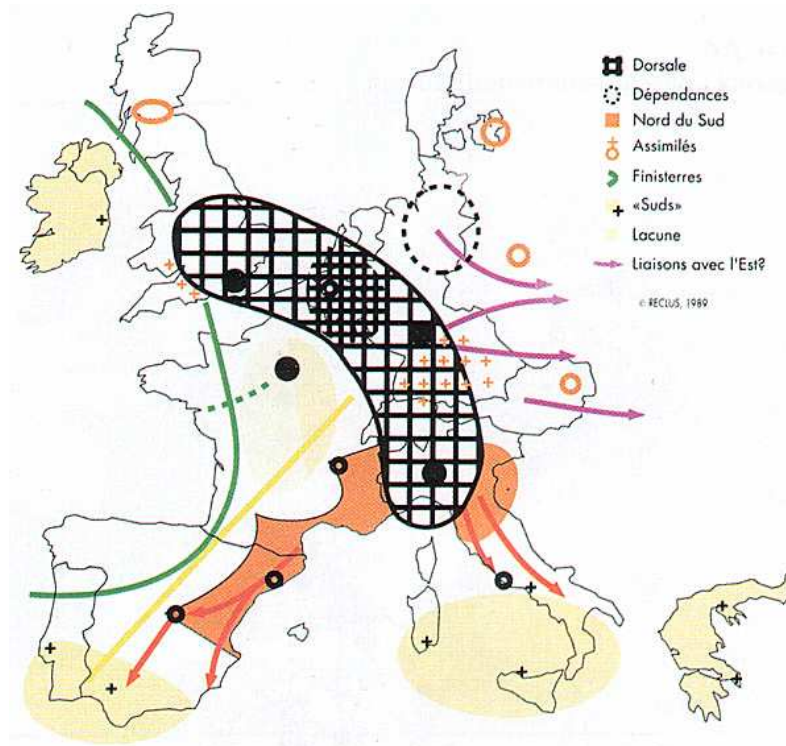 Dorsale
Dépendances
Nord du Sud
Assimilés
Finisterres
«Suds»
Lacune
Liaisons avec l'Est?
© RECLUS, 1989